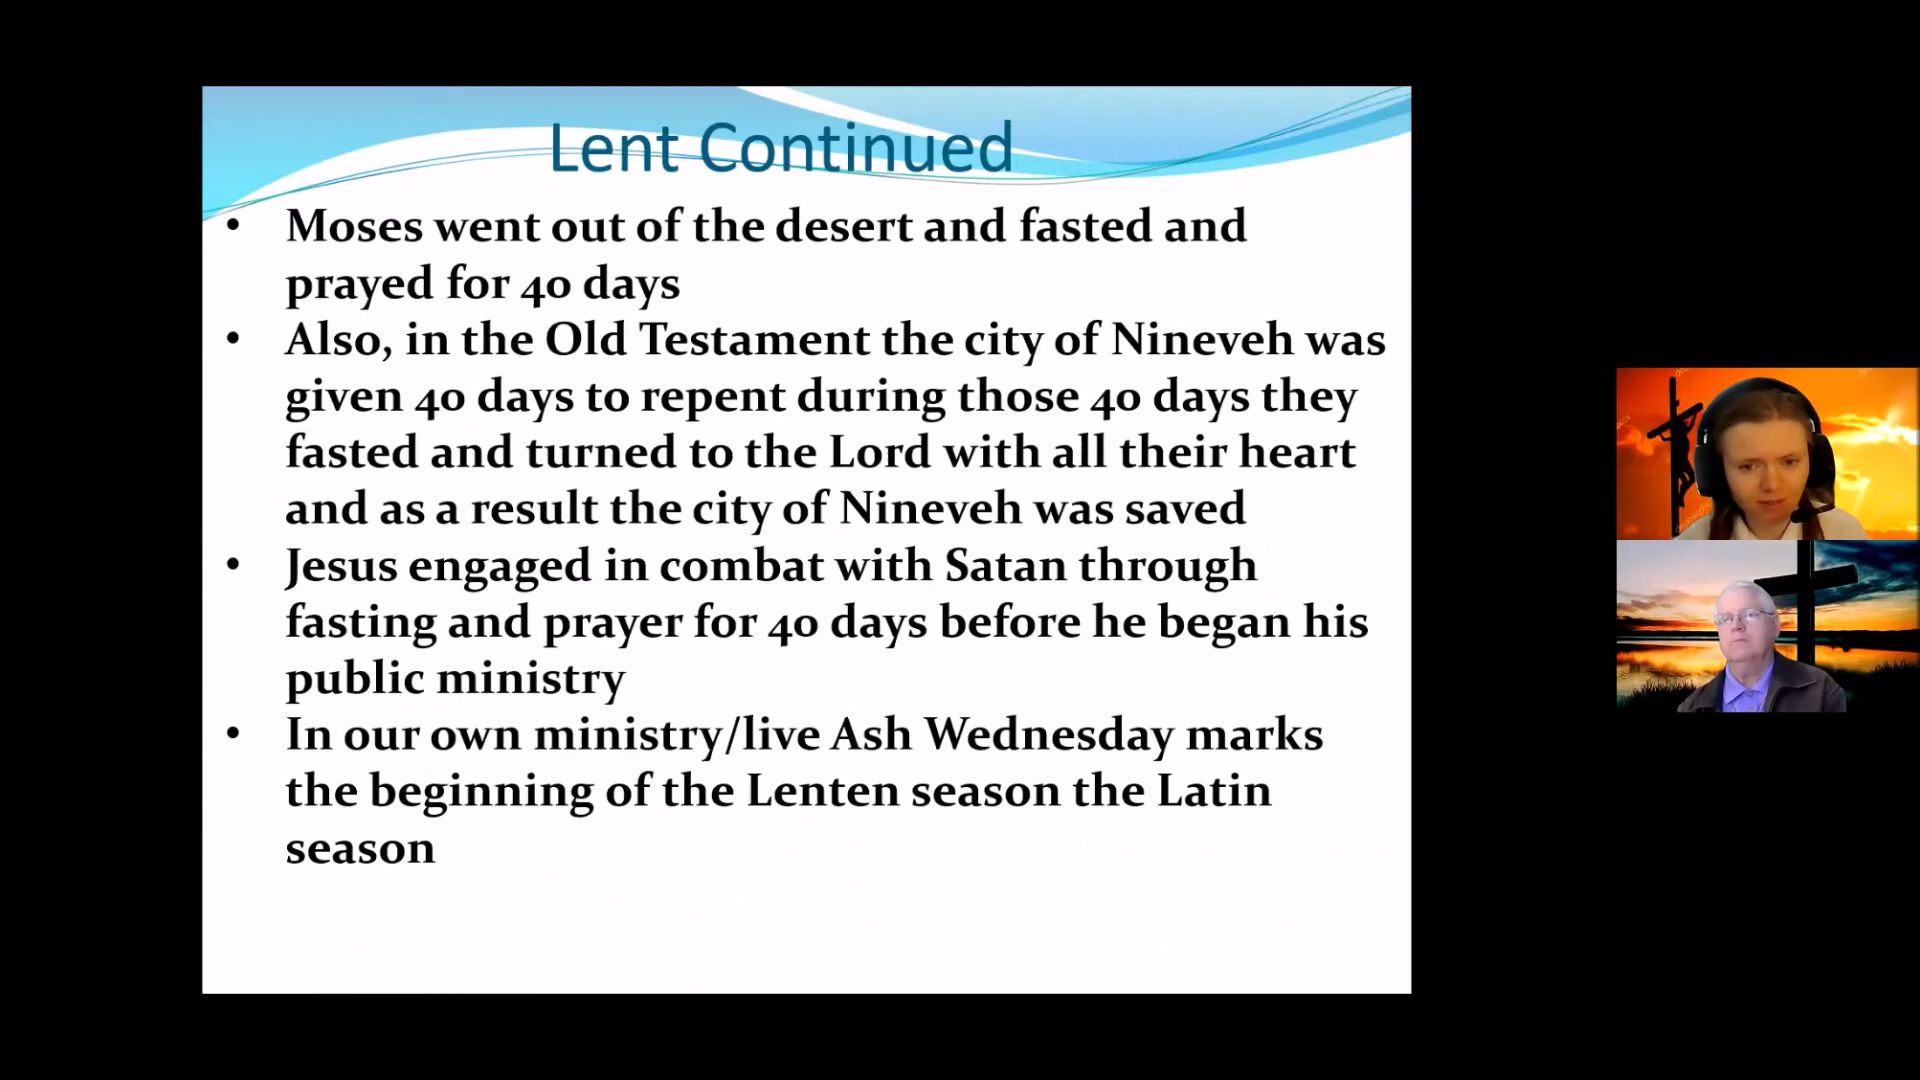 Lent Continued
• Moses went out of the desert and fasted and
prayed for 40 days
• Also, in the Old Testament the city of Nineveh was
given 40 days to repent during those 40 days they
fasted and turned to the Lord with all their heart
and as a result the city of Nineveh was saved
• Jesus engaged in combat with Satan through
fasting and prayer for 40 days before he began his
public ministry
• In our own ministry/live Ash Wednesday marks
the beginning of the Lenten season the Latin
season